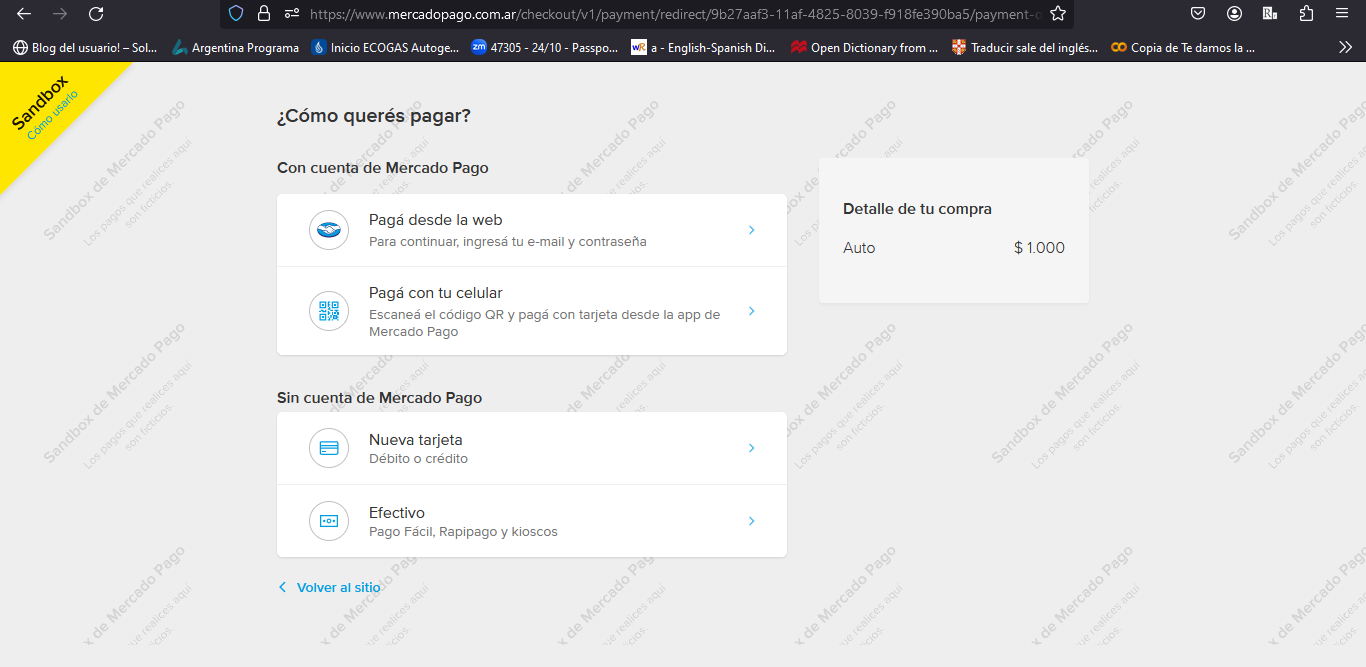 https://www.mercadopago.com.ar/checkout/v1/payment/redirect/9b27aaf3-11af-4825-8039-f918fe390ba5/payment-o
Blog del usuario! – Sol...
Argentina Programa
Inicio ECOGAS Autoge...
zm
47305 - 24/10 - Passpo...
WR
a - English-Spanish Di...
Open Dictionary from ...
Traducir sale del inglés...
Copia de Te damos la ...
Sandbox
Cómo usarlo
¿Cómo querés pagar?
Con cuenta de Mercado Pago
Pagá desde la web
Para continuar, ingresá tu e-mail y contraseña
Pagá con tu celular
Escaneá el código QR y pagá con tarjeta desde la app de
Mercado Pago
Sin cuenta de Mercado Pago
Nueva tarjeta
Débito o crédito
Efectivo
Pago Fácil, Rapipago y kioscos
Volver al sitio
Detalle de tu compra
Auto $ 1.000
Sandbox de Mercado Pago
Los pagos que realices aquí
son ficticios.